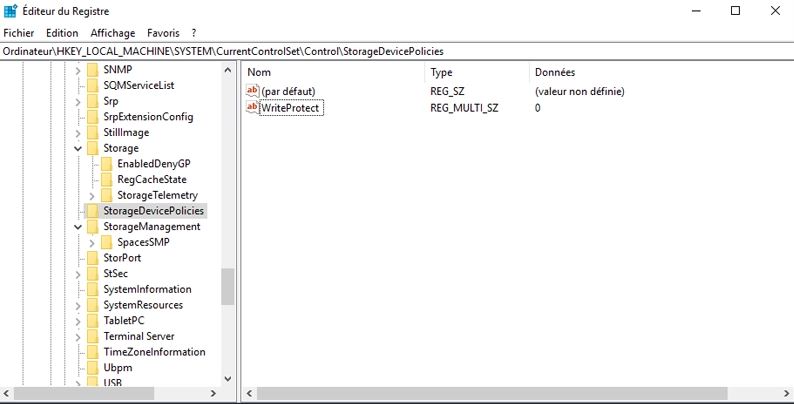 Éditeur du Registre
Fichier Edition Affichage Favoris ?
Ordinateur\HKEY_LOCAL_MACHINE\SYSTEM\CurrentControlSet\Control\StorageDevicePolicies
SNMP
SQMServiceList
Srp
SrpExtensionConfig
StillImage
Storage
EnabledDenyGP
RegCacheState
StorageTelemetry
StorageDevicePolicies
StorageManagement
SpacesSMP
StorPort
StSec
SystemInformation
SystemResources
TabletPC
Terminal Server
TimeZoneInformation
Ubpm
USB
Nom Type Données
ab (par défaut) REG_SZ (valeur non définie)
ab WriteProtect REG_MULTI_SZ 0